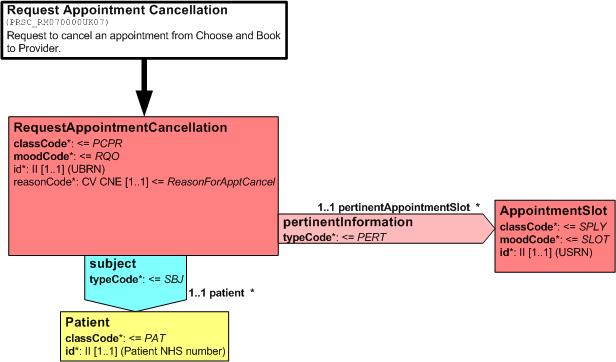 Request Appointment Cancellation
(PRSC_RM070000UK07)
Request to cancel an appointment from Choose and Book
to Provider.
RequestAppointmentCancellation
classCode*: <= PCPR
moodCode*: <= RQO
id*: II [1..1] (UBRN)
reasonCode*: CV CNE [1..1] <= ReasonForApptCancel
1..1 pertinentAppointmentSlot *
pertinentInformation
typeCode*: <= PERT
AppointmentSlot
classCode*: <= SPLY
moodCode*: <= SLOT
id*: II [1..1] (USRN)
subject
typeCode*: <= SBJ
1..1 patient *
Patient
classCode*: <= PAT
id*: II [1..1] (Patient NHS number)